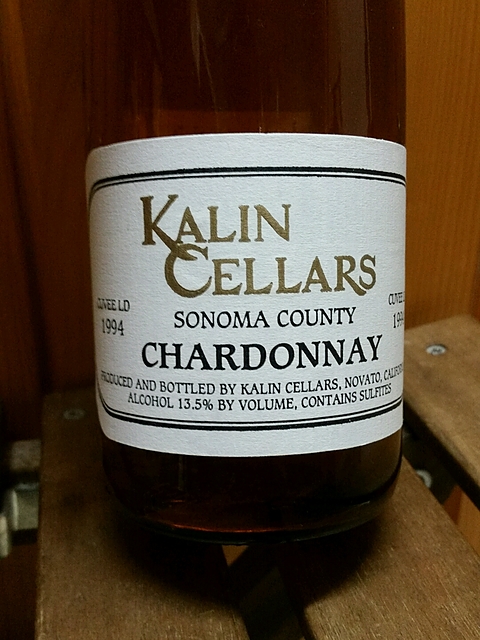 KALIN
CELLARS
CUVEE LD
1994
SONOMA COUNTY
CHARDONNAY
PRODUCED AND BOTTLED BY KALIN CELLARS, NOVATO,
ALCOHOL 13.5% BY VOLUME, CONTAINS SULFITES
CUVEE